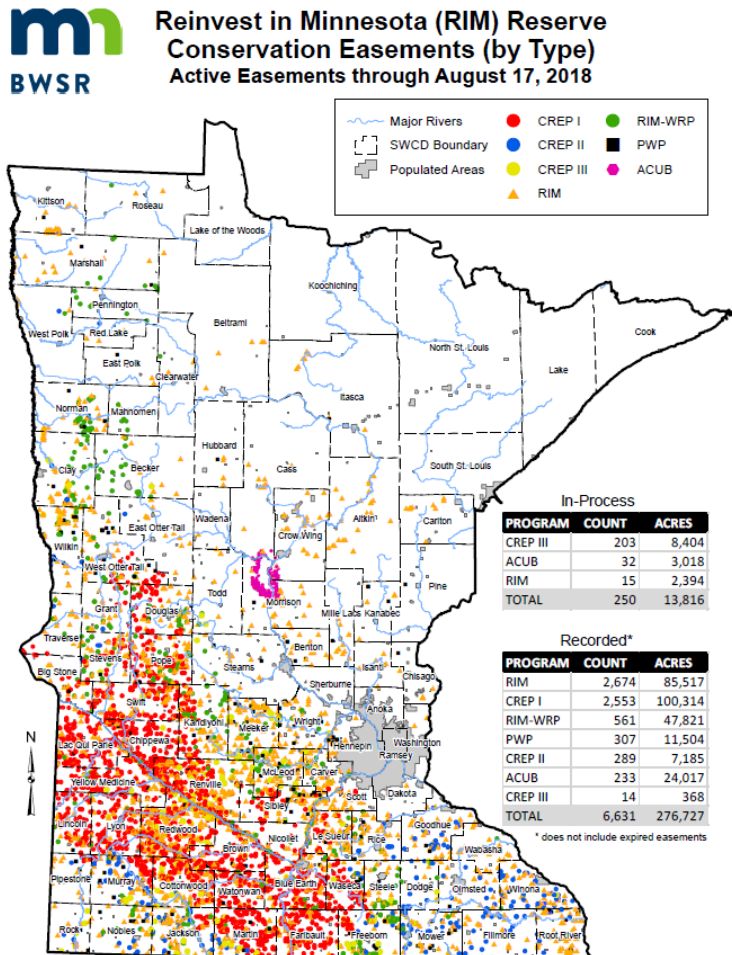 Reinvest in Minnesota (RIM) Reserve
Conservation Easements (by Type)
Active Easements through August 17, 2018
mn
BWSR
Major Rivers
SWCD Boundary
Populated Areas
CREP I
CREP II
CREP III
RIM
RIM-WRP
PWP
ACUB
Kittson
Roseau
Lake of the Woods
Marshall
Koochiching
Pennington
Beltrami
West Polk
Red Lake
North St. Louis
Cook
East Polk
Lake
Clearwater
Itasca
Norman
Mahnomen
Hubbard
Cass
South St. Louis
Clay
Becker
Wadena
Aitkin
Carlton
East Otter Tail
Crow Wing
Wilkin
West Otter Tail
Pine
Todd
Morrison
Grant
Douglas
Mille Lacs
Kanabec
Traverse
Benton
Stevens
Pope
Stearns
Isanti
Big Stone
Sherburne
Chisago
Swift
Anoka
Kandiyohi
Meeker
Wright
Lac Qui Parle
Chippewa
Hennepin
Washington
Ramsey
McLeod
Carver
Yellow Medicine
Renville
Scott
Dakota
Sibley
Lincoln
Lyon
Redwood
Nicollet
Le Sueur
Rice
Goodhue
Brown
Wabasha
Pipestone
Murray
Cottonwood
Watonwan
Blue Earth
Waseca
Steele
Dodge
Olmsted
Winona
Rock
Nobles
Jackson
Martin
Faribault
Freeborn
Mower
Fillmore
Root River
N
In-Process
PROGRAM COUNT ACRES
CREP III 203 8,404
ACUB 32 3,018
RIM 15 2,394
TOTAL 250 13,816
Recorded*
PROGRAM COUNT ACRES
RIM 2,674 85,517
CREP I 2,553 100,314
RIM-WRP 561 47,821
PWP 307 11,504
CREP II 289 7,185
ACUB 233 24,017
CREP III 14 368
TOTAL 6,631 276,727
* does not include expired easements